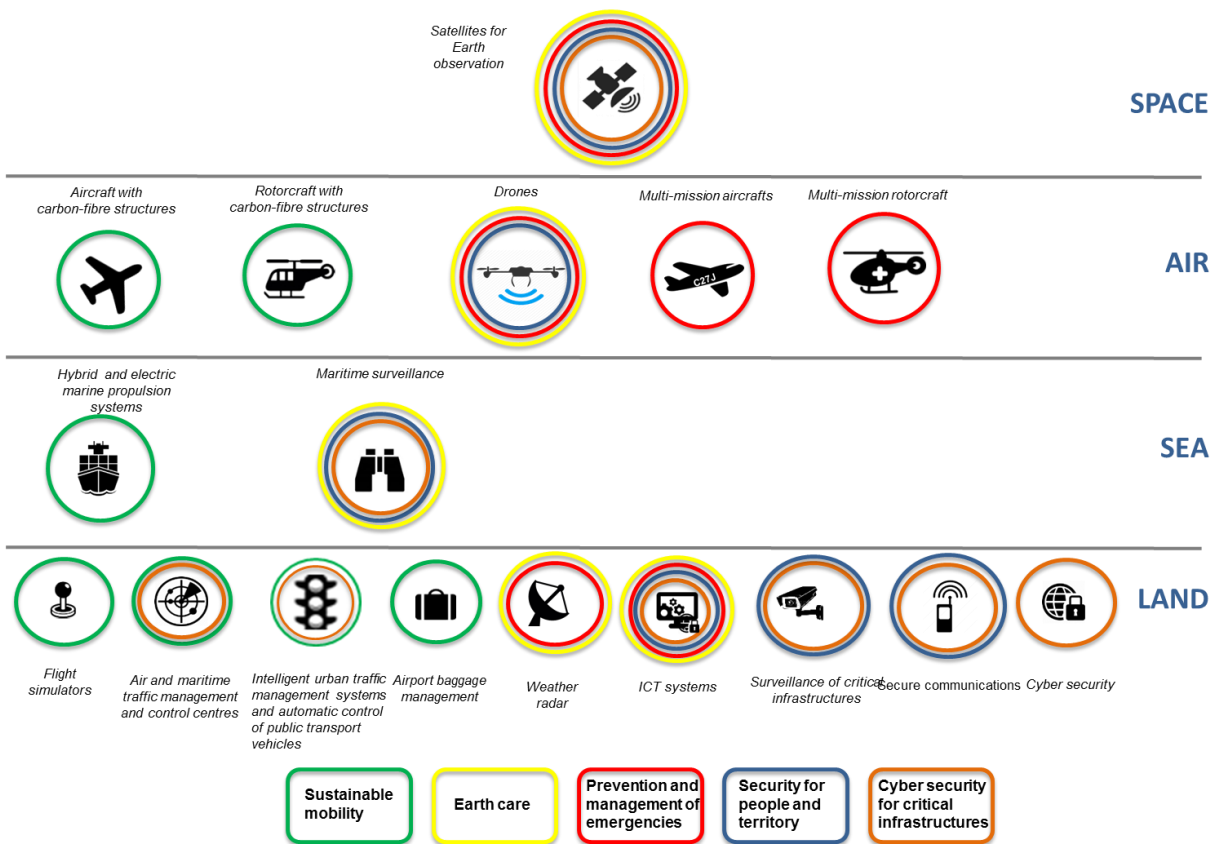 Satellites for
Earth
observation
SPACE
Aircraft with
carbon-fibre structures
Rotorcraft with
carbon-fibre structures
Drones
Multi-mission aircrafts
Multi-mission rotorcraft
C27J
AIR
Hybrid and electric
marine propulsion
systems
Maritime surveillance
SEA
LAND
Flight
simulators
Air and maritime
traffic management
and control centres
Intelligent urban traffic
management systems
and automatic control
of public transport
vehicles
Airport baggage
management
Weather
radar
ICT systems
Surveillance of critical
infrastructures
Secure communications
Cyber security
Sustainable
mobility
Earth care
Prevention and
management of
emergencies
Security for
people and
territory
Cyber security
for critical
infrastructures